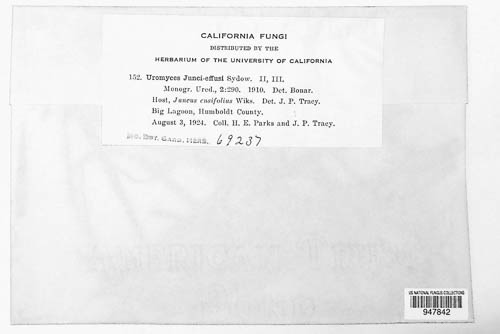 CALIFORNIA FUNGI
DISTRIBUTED BY THE
HERBARIUM OF THE UNIVERSITY OF CALIFORNIA
152. Uromyces Junci-effusi Sydow. II, III.
Monogr. Ured., 2:290. 1910. Det. Bonar.
Host, Juncus ensifolius Wiks. Det. J. P. Tracy.
Big Lagoon, Humboldt County.
August 3, 1924. Coll. H. E. Parks and J. P. Tracy.
MO. BOT. GARD. HERB. 69237
US NATIONAL FUNGUS COLLECTIONS
947842